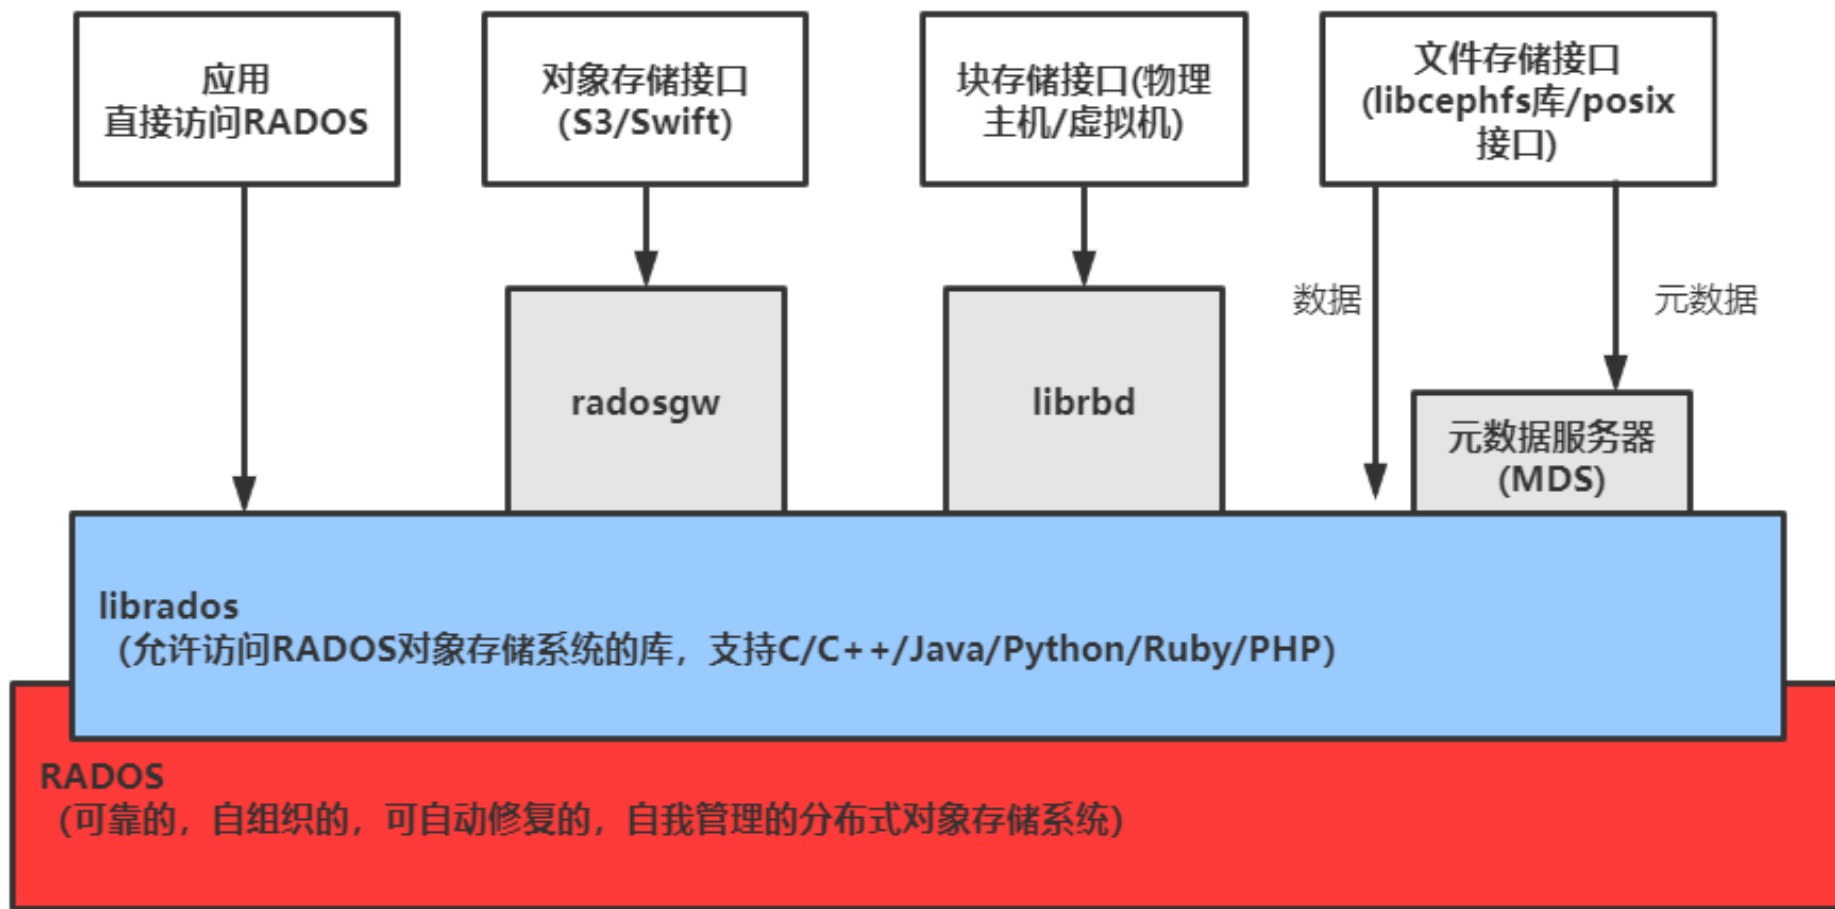 应用
直接访问RADOS
对象存储接口
(S3/Swift)
块存储接口(物理
主机/虚拟机)
文件存储接口
(libcephfs库/posix
接口)
数据
元数据
radosgw
librbd
元数据服务器
(MDS)
librados
（允许访问RADOS对象存储系统的库，支持C/C++/Java/Python/Ruby/PHP）
RADOS
（可靠的，自组织的，可自动修复的，自我管理的分布式对象存储系统）